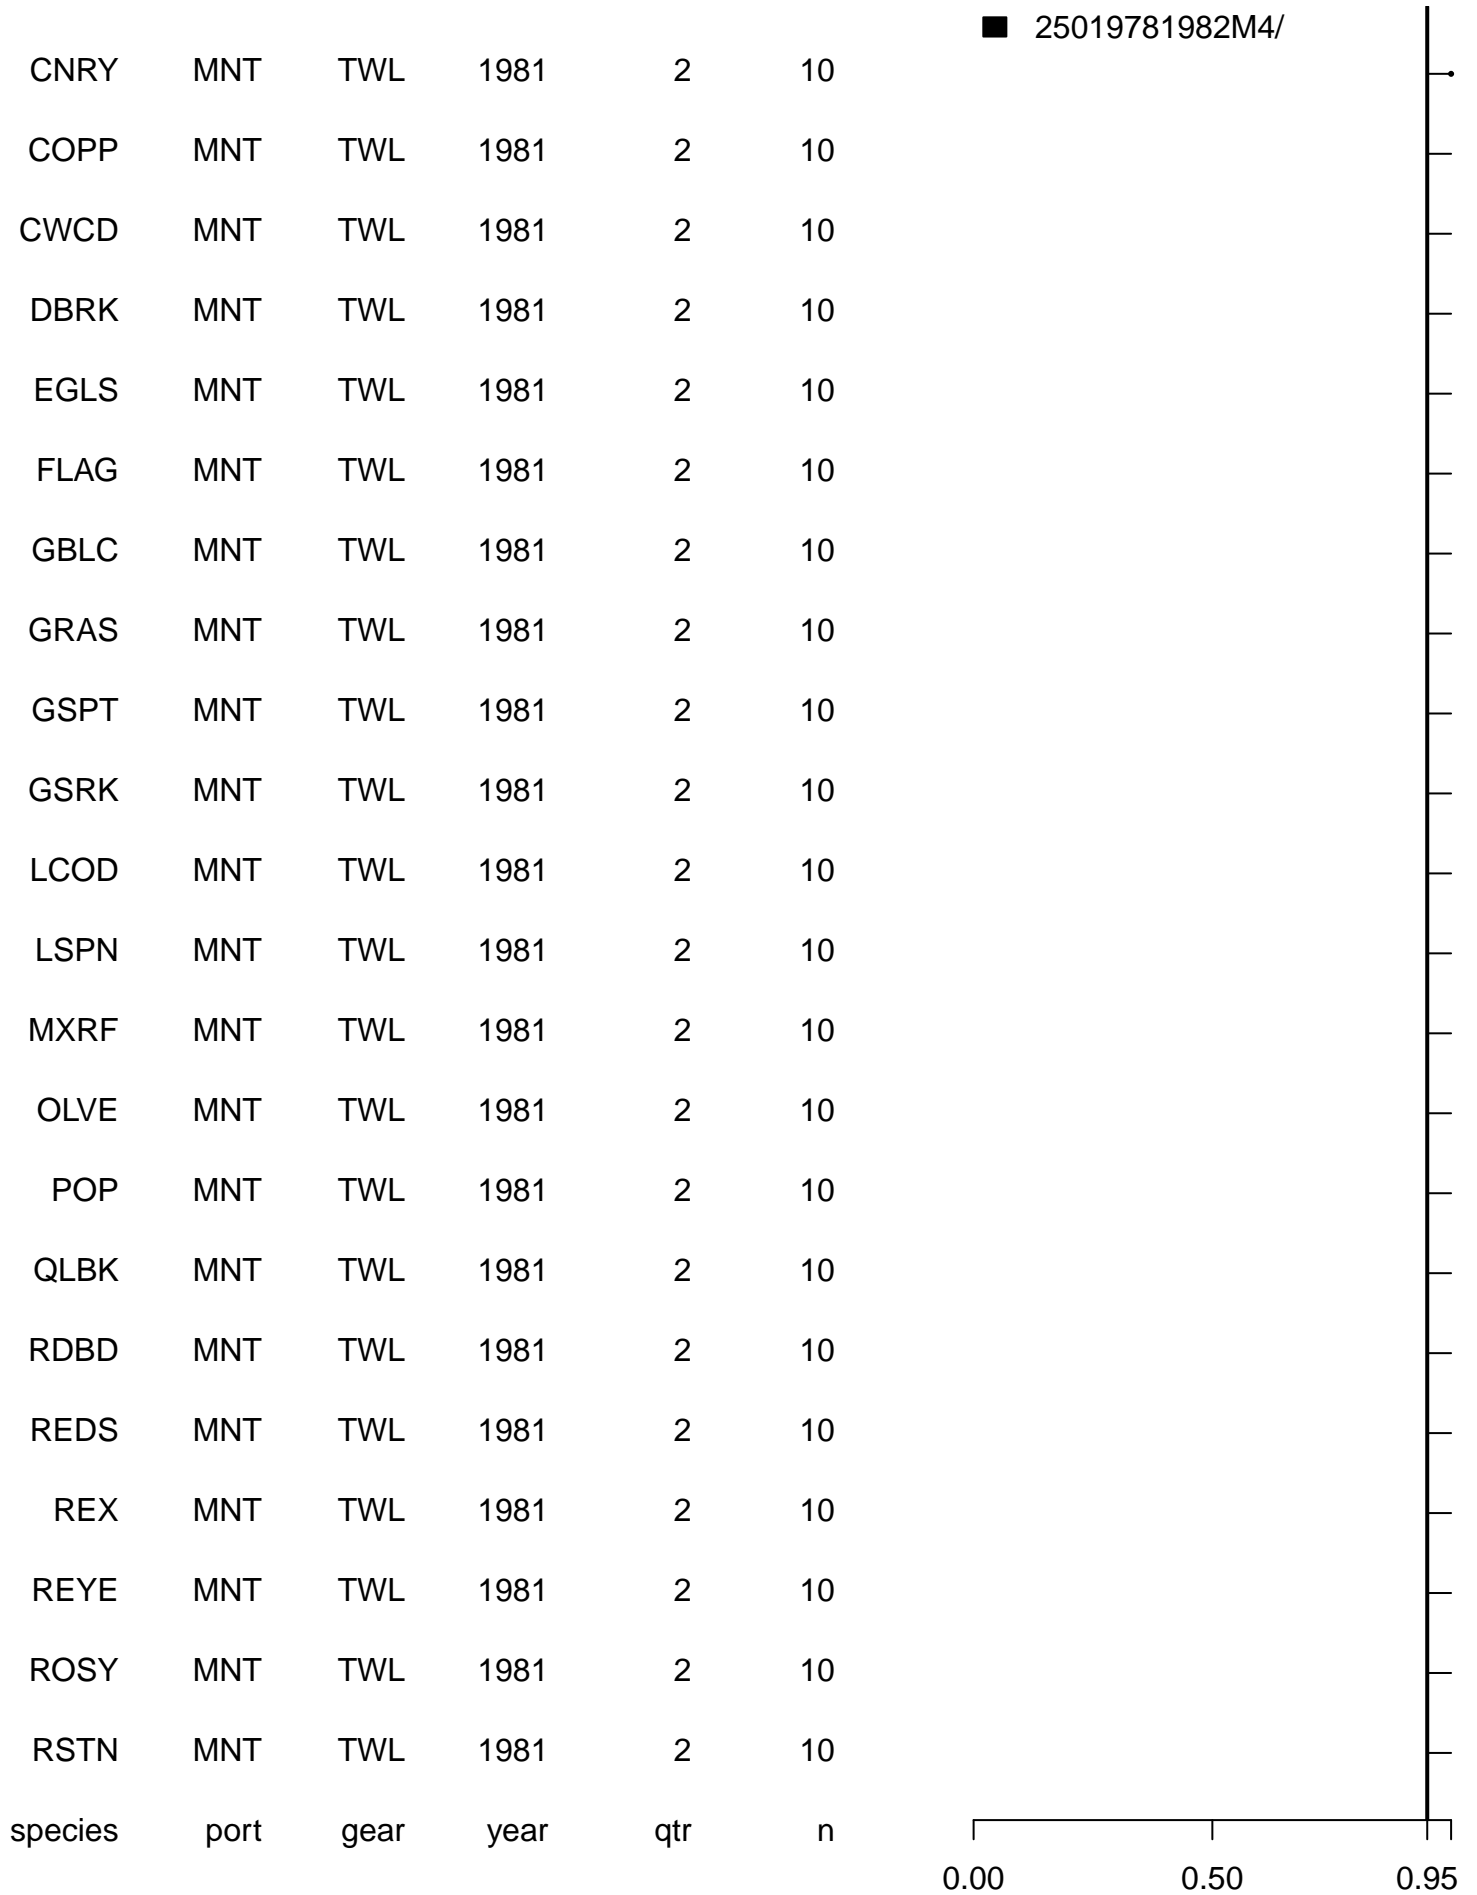 25019781982M4/
CNRY MNT TWL 1981 2 10
COPP MNT TWL 1981 2 10
CWCD MNT TWL 1981 2 10
DBRK MNT TWL 1981 2 10
EGLS MNT TWL 1981 2 10
FLAG MNT TWL 1981 2 10
GBLC MNT TWL 1981 2 10
GRAS MNT TWL 1981 2 10
GSPT MNT TWL 1981 2 10
GSRK MNT TWL 1981 2 10
LCOD MNT TWL 1981 2 10
LSPN MNT TWL 1981 2 10
MXRF MNT TWL 1981 2 10
OLVE MNT TWL 1981 2 10
POP MNT TWL 1981 2 10
QLBK MNT TWL 1981 2 10
RDBD MNT TWL 1981 2 10
REDS MNT TWL 1981 2 10
REX MNT TWL 1981 2 10
REYE MNT TWL 1981 2 10
ROSY MNT TWL 1981 2 10
RSTN MNT TWL 1981 2 10
species port gear year qtr n
0.00 0.50 0.95